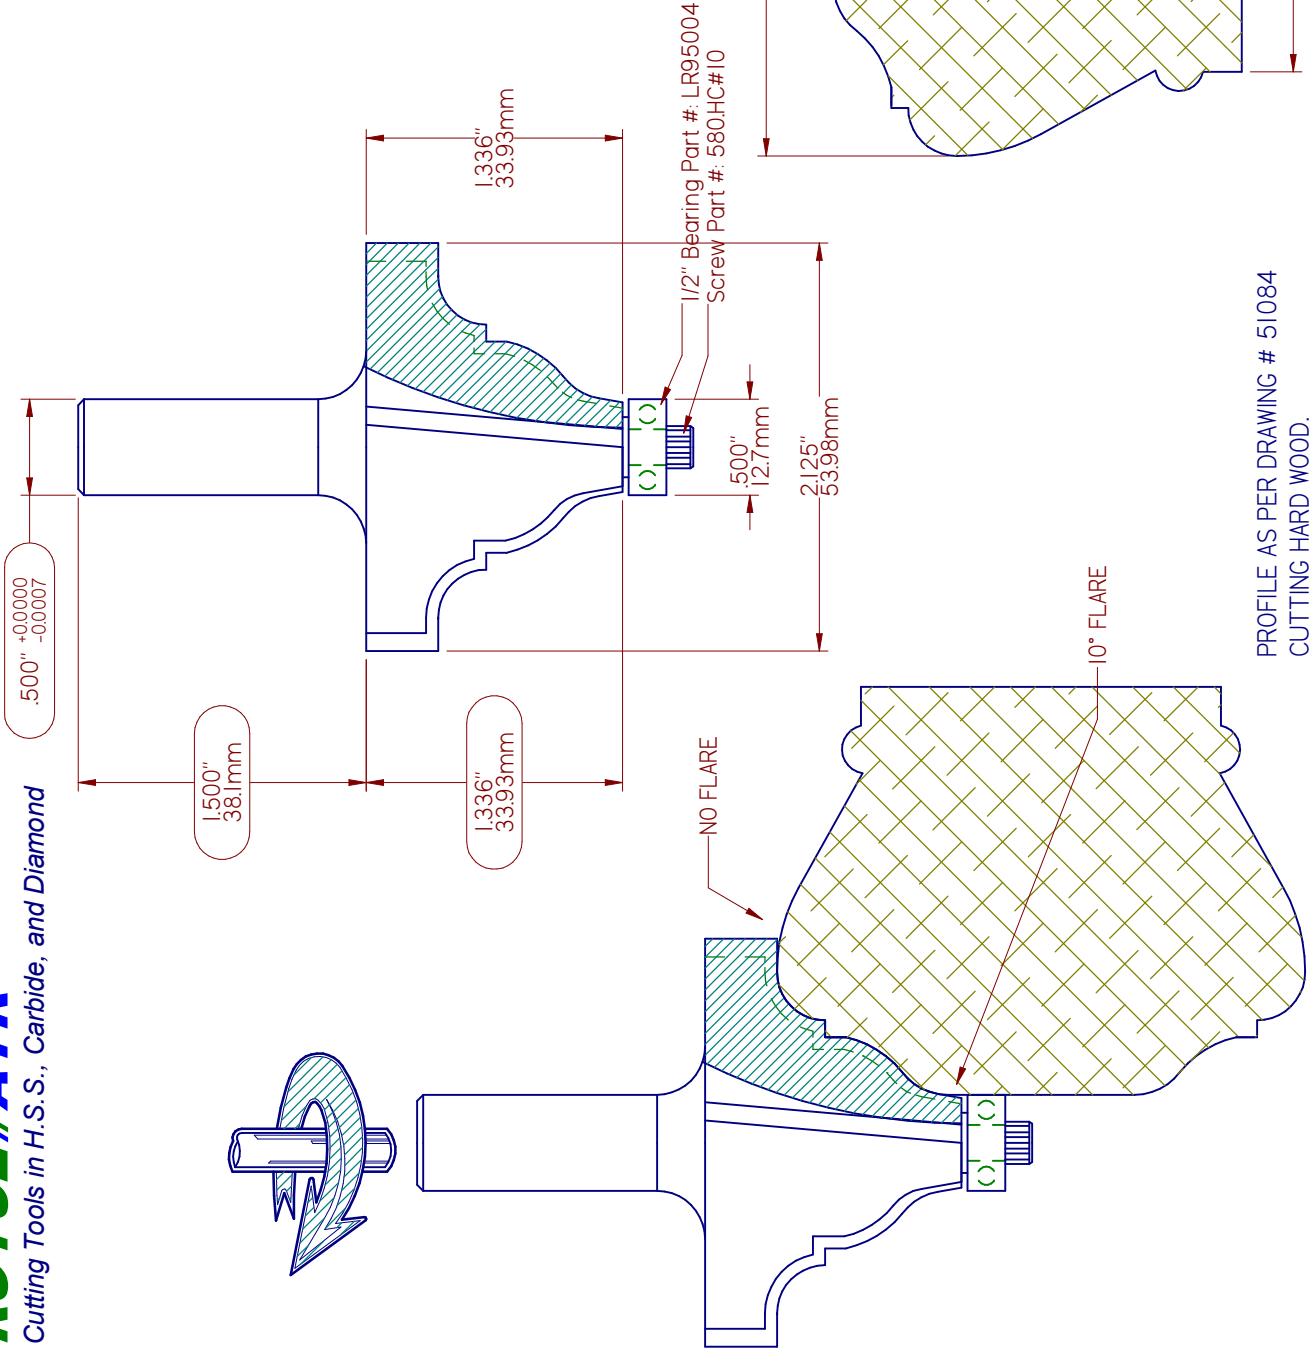 Cutting Tools in H.S.S., Carbide, and Diamond
.500" +0.0000
-0.0007
1.500"
38.1mm
1.336"
33.93mm
1.336"
33.93mm
1/2" Bearing Part #: LR95004
Screw Part #: 580.HC#10
.500"
12.7mm
2.125"
53.98mm
NO FLARE
10° FLARE
PROFILE AS PER DRAWING # 51084
CUTTING HARD WOOD.